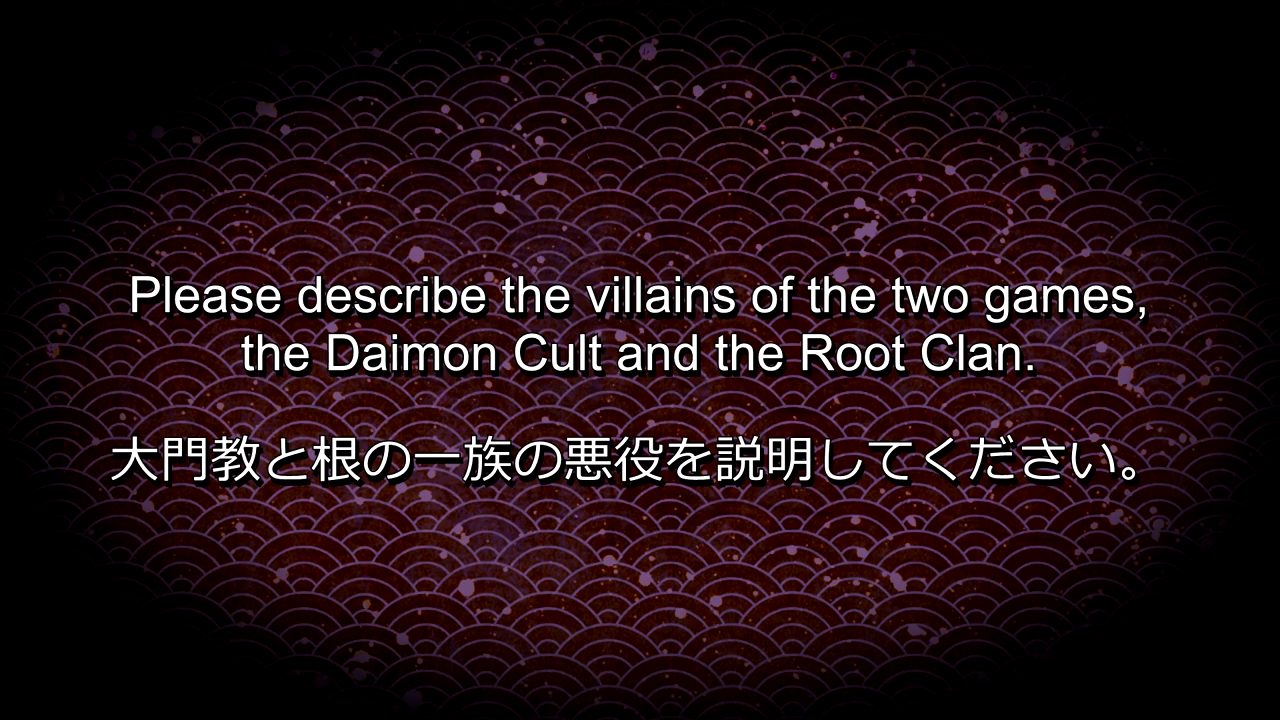 Please describe the villains of the two games,
the Daimon Cult and the Root Clan.
大門教と根の一族の悪役を説明してください。